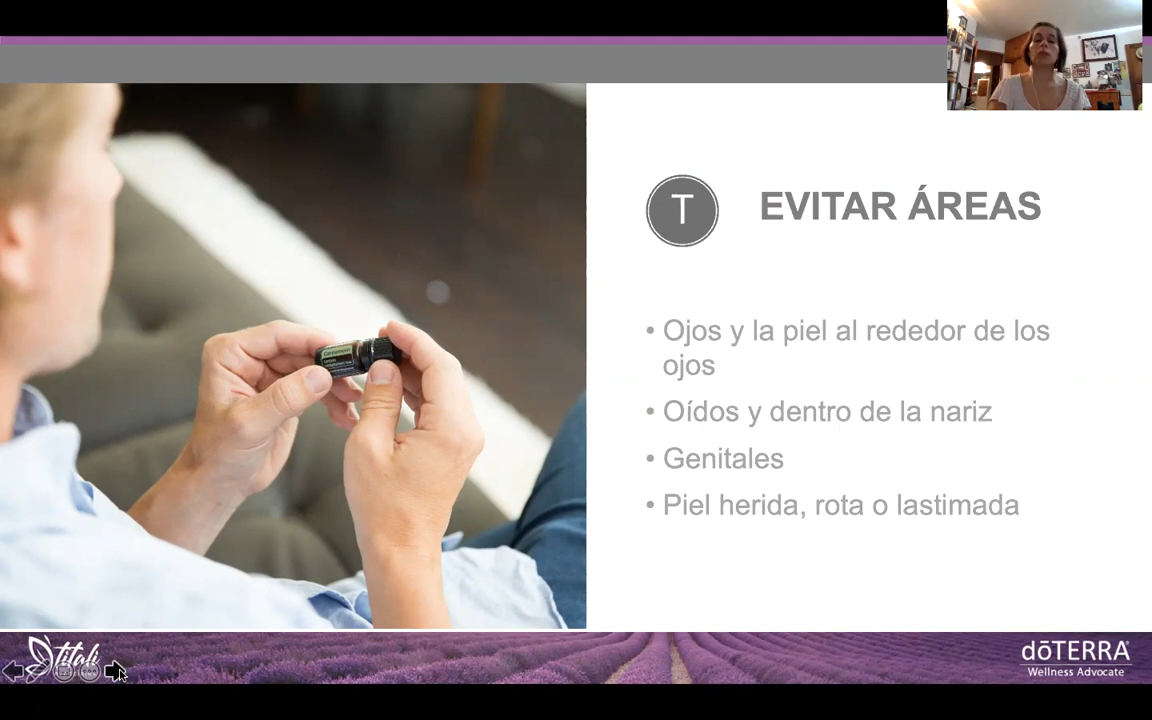 T
EVITAR ÁREAS
• Ojos y la piel al rededor de los
ojos
• Oídos y dentro de la nariz
• Genitales
• Piel herida, rota o lastimada
titali
dōTERRA
Wellness Advocate